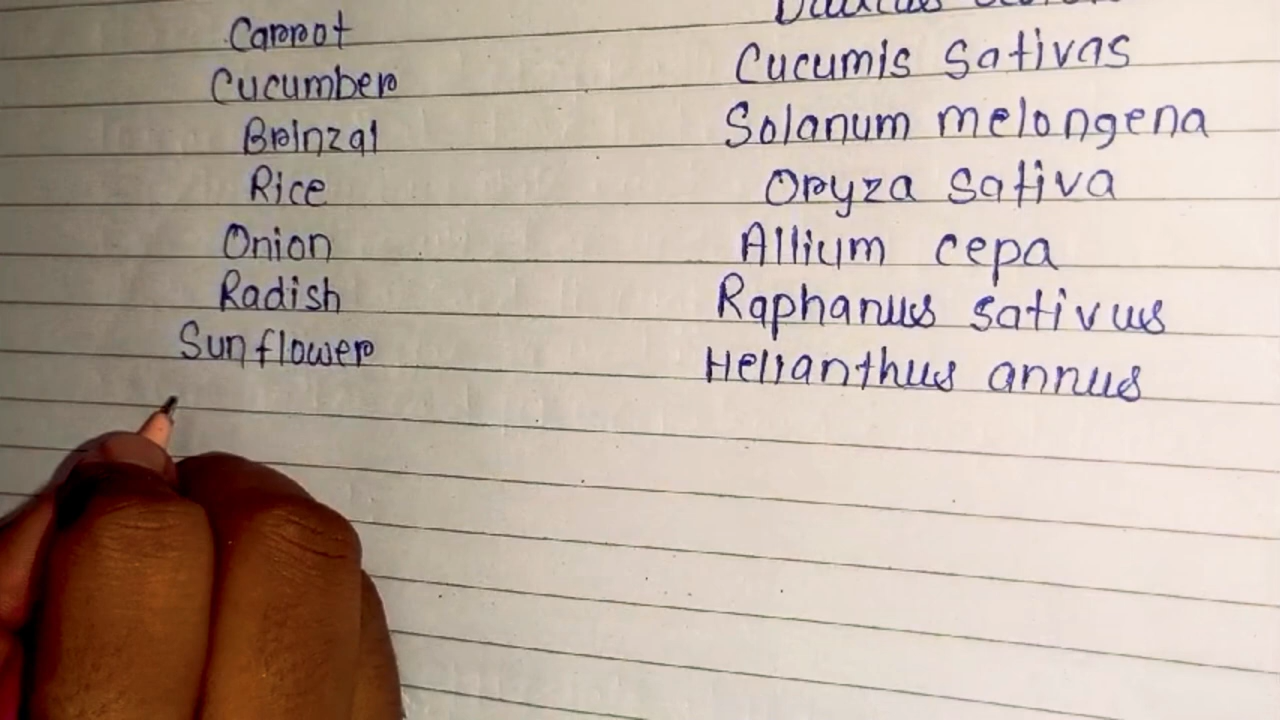 Carrot
Cucumber Cucumis Sativas
Brinzal Solanum melongena
Rice Oryza Sativa
Onion Allium cepa
Radish Raphanus sativus
Sunflower Helianthus annus